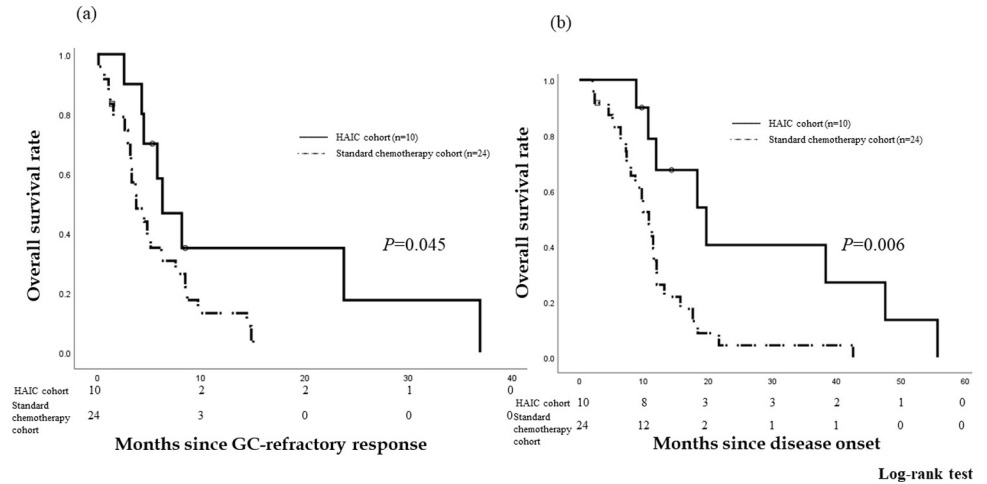 (a)
Overall survival rate
1.0
0.8
0.6
0.4
0.2
0.0
HAIC cohort (n=10)
Standard chemotherapy cohort (n=24)
P=0.045
0 10 20 30 40
HAIC cohort 10 2 2 1 0
Standard
chemotherapy 24 3 0 0 0
cohort
Months since GC-refractory response
(b)
Overall survival rate
1.0
0.8
0.6
0.4
0.2
0.0
HAIC cohort (n=10)
Standard chemotherapy cohort (n=24)
P=0.006
0 10 20 30 40 50 60
HAIC cohort 10 8 3 3 2 1 0
Standard
chemotherapy 24 12 2 1 1 0 0
cohort
Months since disease onset
Log-rank test